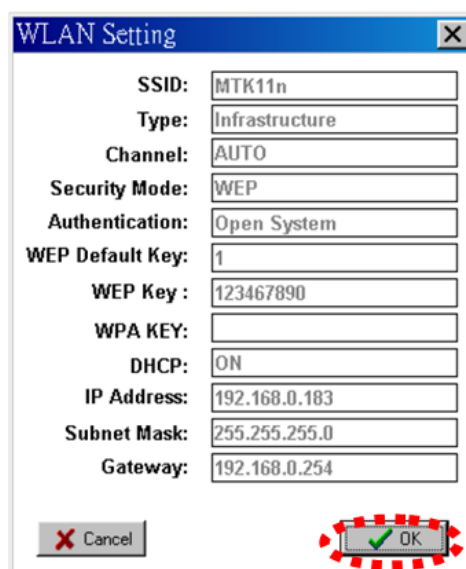 WLAN Setting
SSID: MTK11n
Type: Infrastructure
Channel: AUTO
Security Mode: WEP
Authentication: Open System
WEP Default Key: 1
WEP Key : 123467890
WPA KEY:
DHCP: ON
IP Address: 192.168.0.183
Subnet Mask: 255.255.255.0
Gateway: 192.168.0.254
Cancel OK